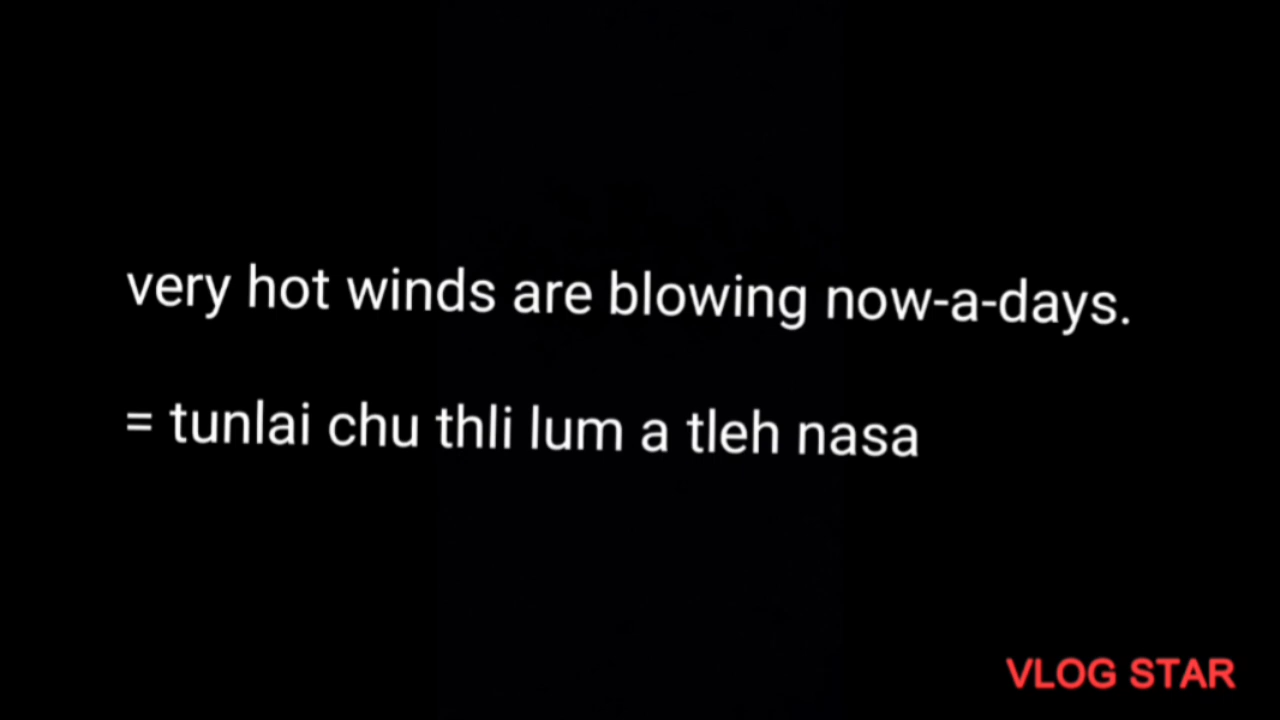 very hot winds are blowing now-a-days.
= tunlai chu thli lum a tleh nasa
VLOG STAR